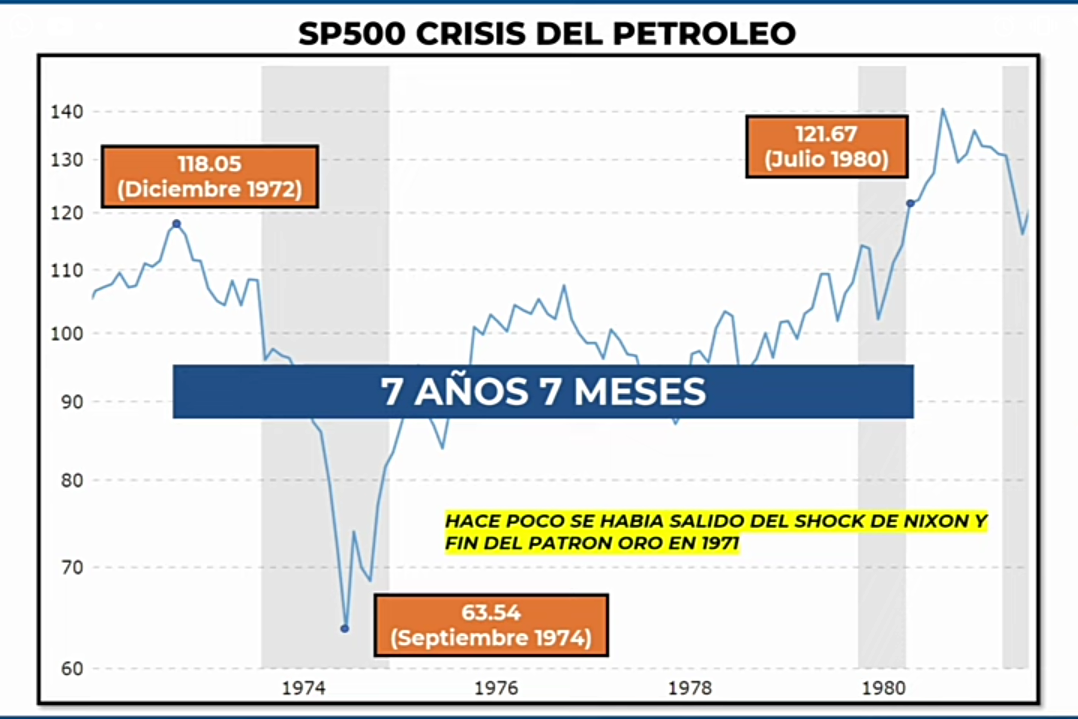 SP500 CRISIS DEL PETROLEO
140
130
120
110
100
90
80
70
60
118.05
(Diciembre 1972)
121.67
(Julio 1980)
7 AÑOS 7 MESES
HACE POCO SE HABIA SALIDO DEL SHOCK DE NIXON Y
FIN DEL PATRON ORO EN 1971
63.54
(Septiembre 1974)
1974
1976
1978
1980